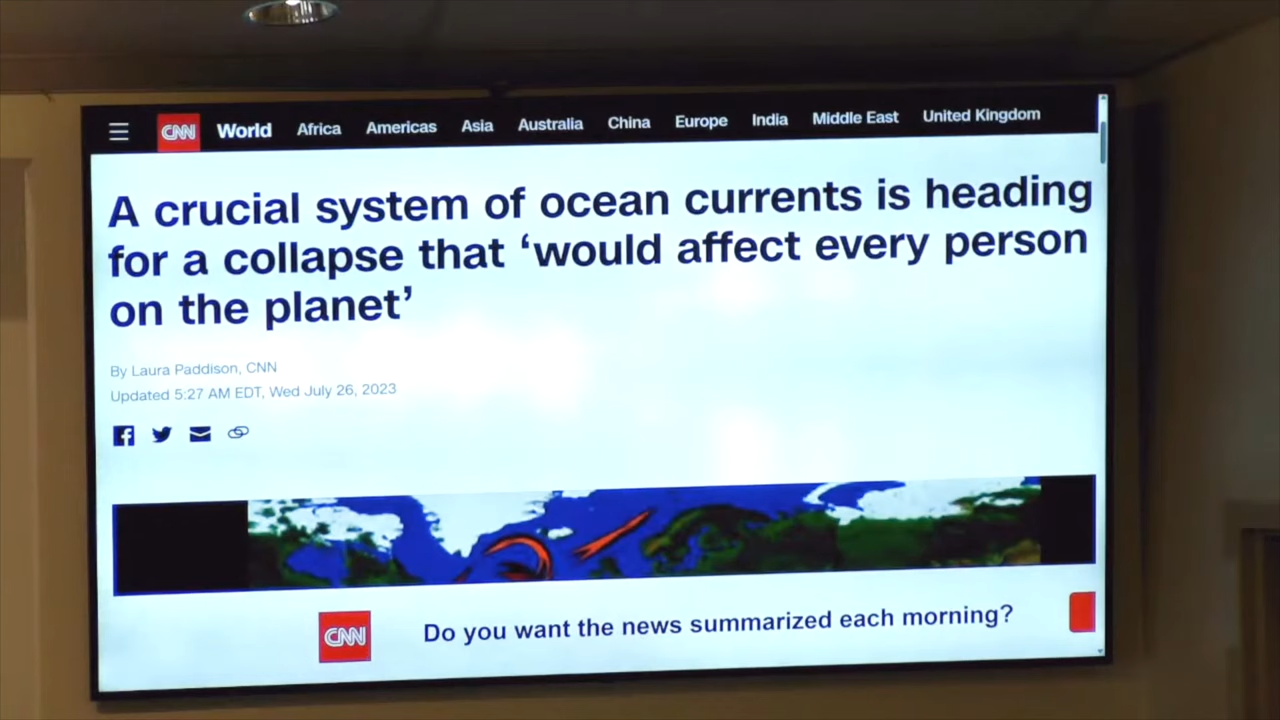 CNN World Africa Americas Asia Australia China Europe India Middle East United Kingdom
A crucial system of ocean currents is heading
for a collapse that ‘would affect every person
on the planet’
By Laura Paddison, CNN
Updated 5:27 AM EDT, Wed July 26, 2023
CNN Do you want the news summarized each morning?